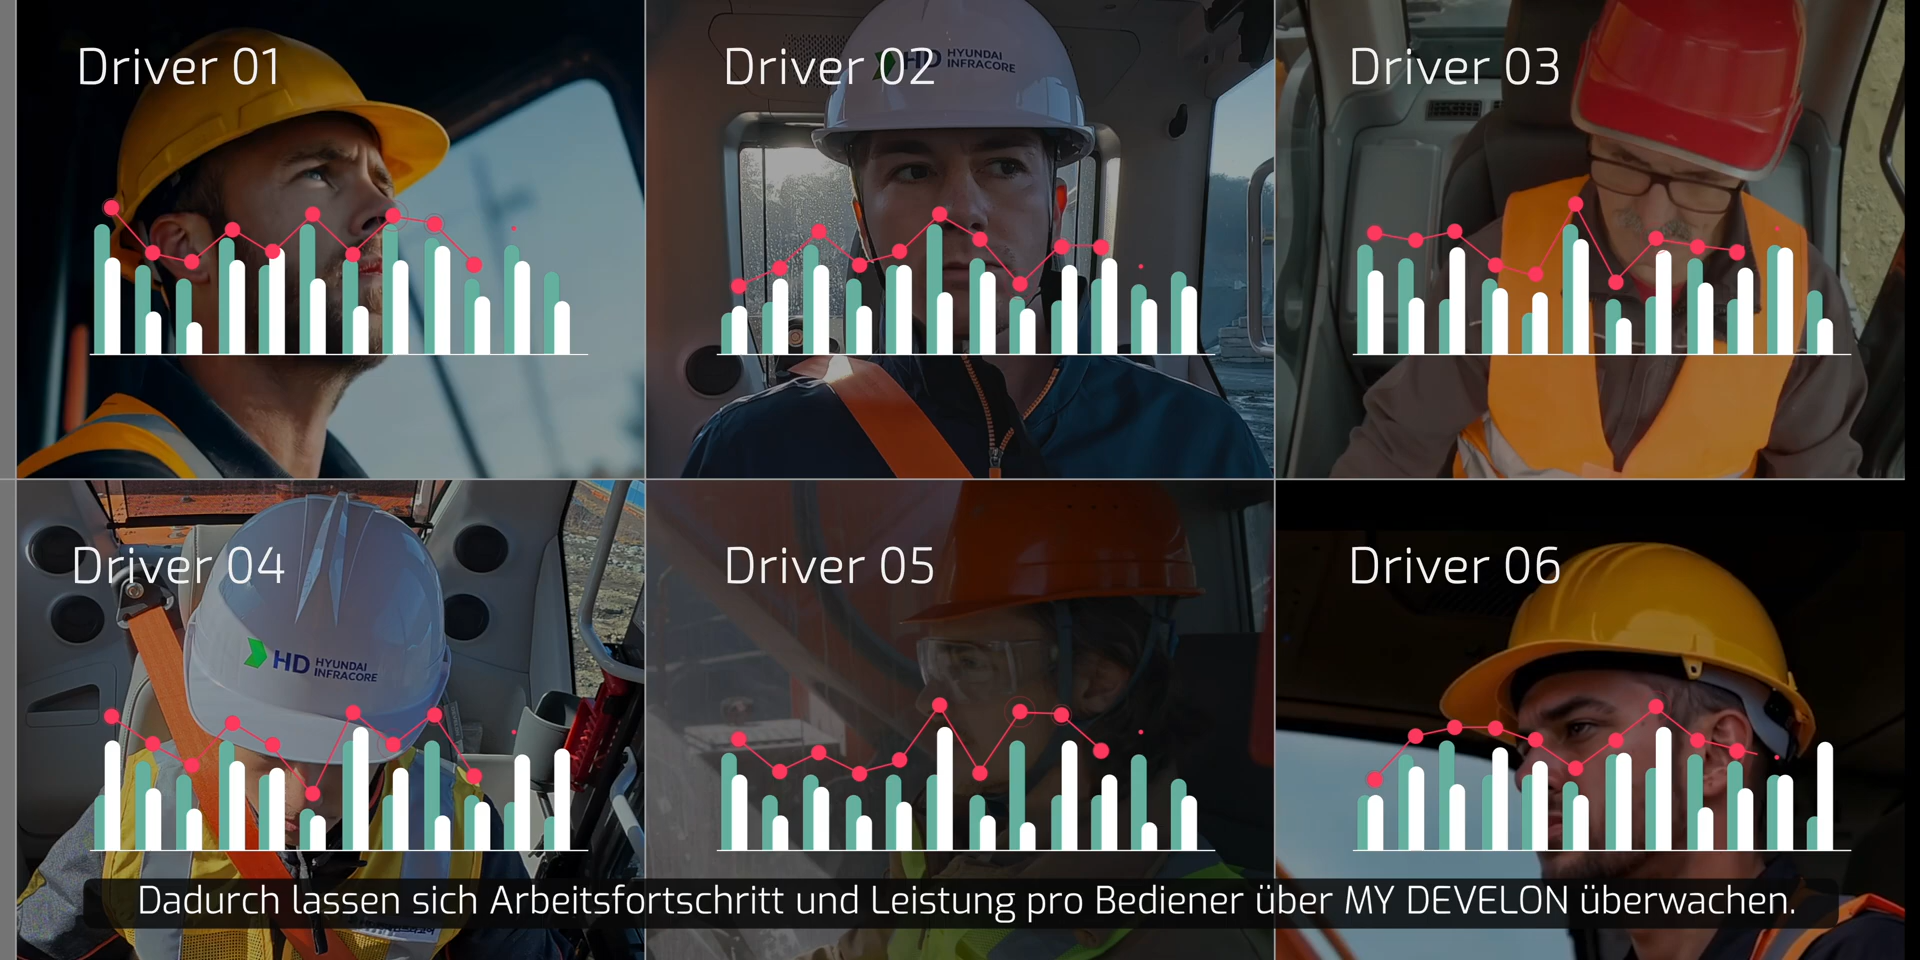 Driver 01
Driver 02
HD HYUNDAI
INFRACORE
Driver 03
Driver 04
HD HYUNDAI
INFRACORE
Driver 05
Driver 06
Dadurch lassen sich Arbeitsfortschritt und Leistung pro Bediener über MY DEVELON überwachen.